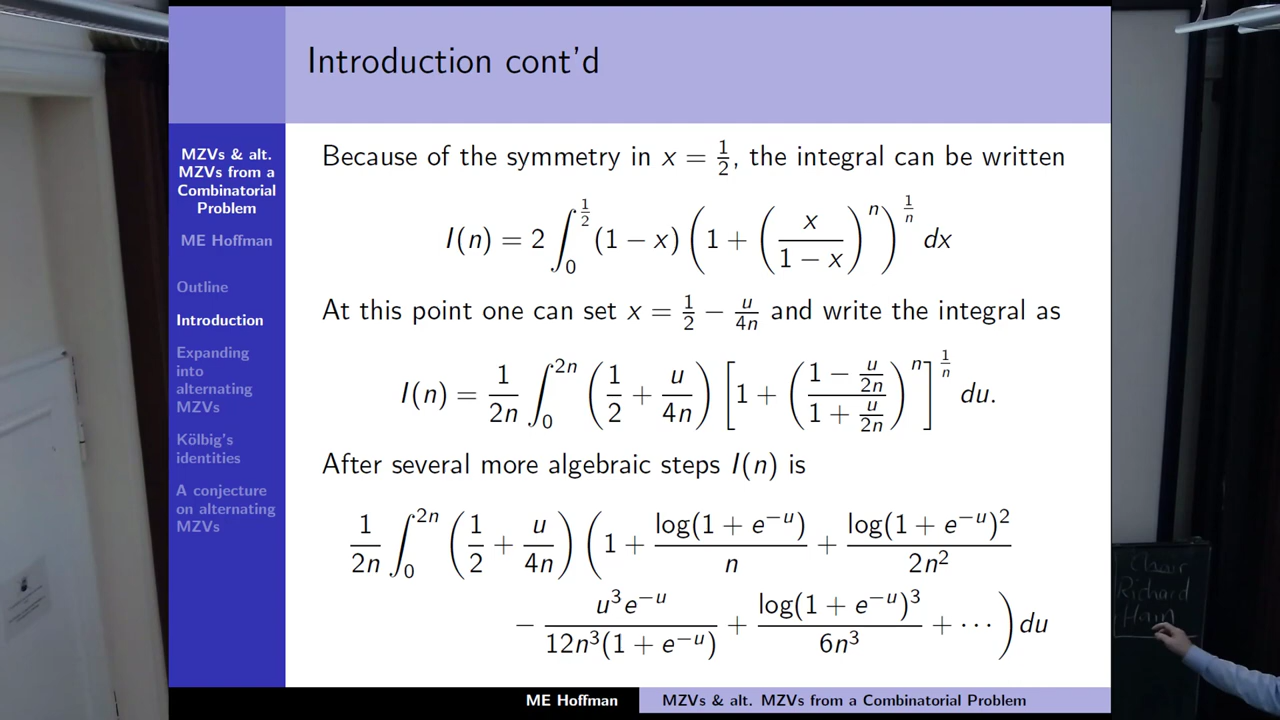 Introduction cont'd
MZVs & alt.
MZVs from a
Combinatorial
Problem
ME Hoffman
Outline
Introduction
Expanding
into
alternating
MZVs
Kölbig's
identities
A conjecture
on alternating
MZVs
Because of the symmetry in x = 1/2, the integral can be written
I(n) = 2 ∫_0^{1/2} (1 − x) (1 + (x/(1 − x))^n)^{1/n} dx
At this point one can set x = 1/2 − u/4n and write the integral as
I(n) = 1/2n ∫_0^{2n} (1/2 + u/4n) [1 + ((1 − u/2n)/(1 + u/2n))^n]^{1/n} du.
After several more algebraic steps I(n) is
1/2n ∫_0^{2n} (1/2 + u/4n) (1 + log(1 + e^{−u})/n + log(1 + e^{−u})^2/2n^2
− u^3e^{−u}/12n^3(1 + e^{−u}) + log(1 + e^{−u})^3/6n^3 + ⋯) du
ME Hoffman
MZVs & alt. MZVs from a Combinatorial Problem
Chair
Richard
Hain